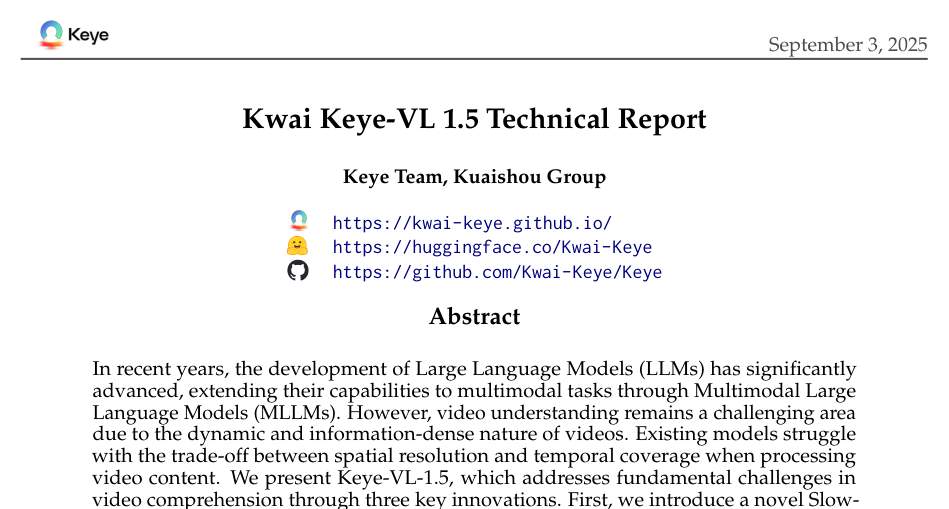 Keye
September 3, 2025
Kwai Keye-VL 1.5 Technical Report
Keye Team, Kuaishou Group
https://kwai-keye.github.io/
https://huggingface.co/Kwai-Keye
https://github.com/Kwai-Keye/Keye
Abstract
In recent years, the development of Large Language Models (LLMs) has significantly
advanced, extending their capabilities to multimodal tasks through Multimodal Large
Language Models (MLLMs). However, video understanding remains a challenging area
due to the dynamic and information-dense nature of videos. Existing models struggle
with the trade-off between spatial resolution and temporal coverage when processing
video content. We present Keye-VL-1.5, which addresses fundamental challenges in
video comprehension through three key innovations. First, we introduce a novel Slow-